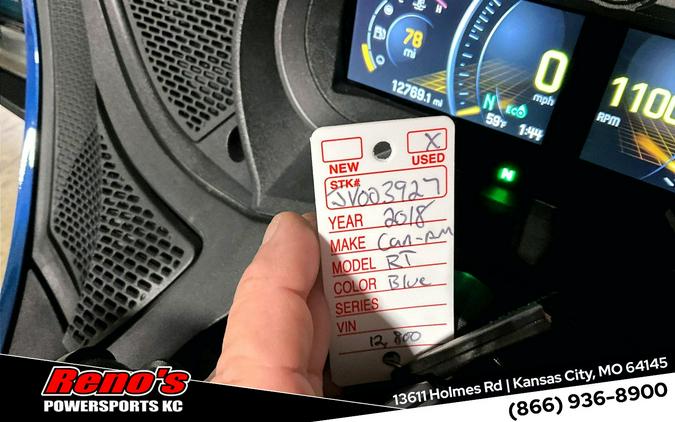 78
mi
12769.1 mi
0
mph
N ECO
59°F 1:44
1100
RPM
N
X
NEW USED
STK#
JV003927
YEAR 2018
MAKE Can-Am
MODEL RT
COLOR Blue
SERIES
VIN
12,800
Reno's
POWERSPORTS KC
13611 Holmes Rd | Kansas City, MO 64145
(866) 936-8900